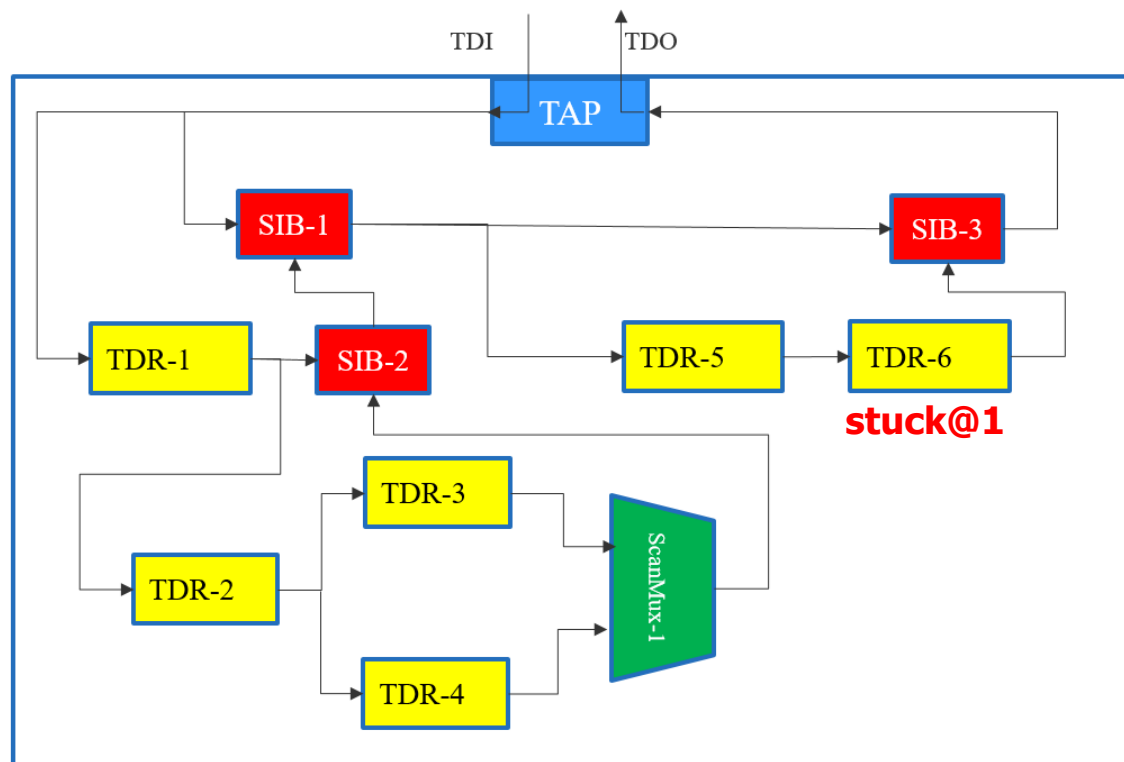 TDI
TDO
TAP
SIB-1
SIB-3
TDR-1
SIB-2
TDR-5
TDR-6
stuck@1
TDR-3
ScanMux-1
TDR-2
TDR-4